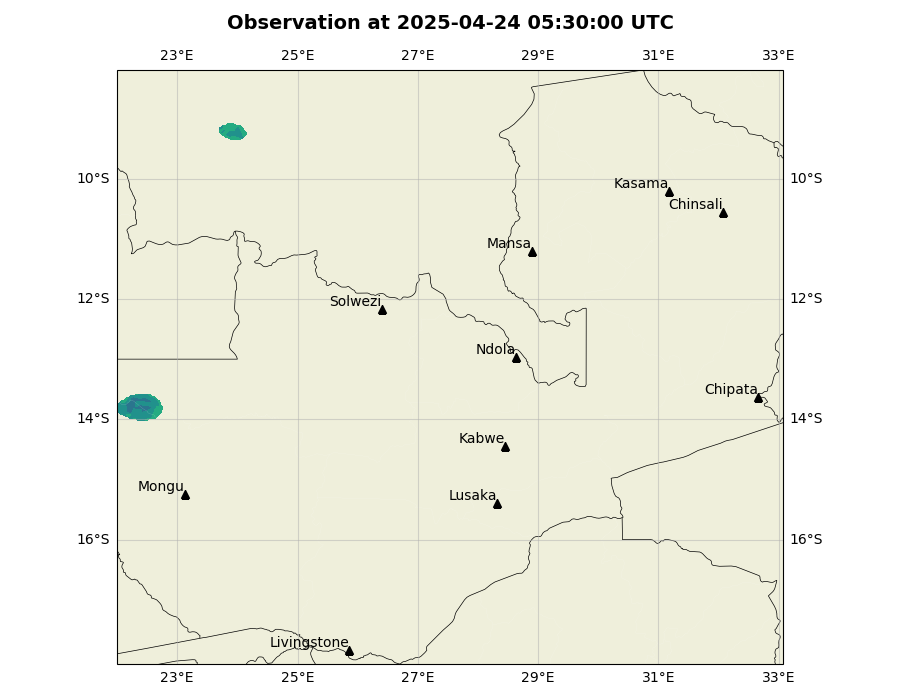 Observation at 2025-04-24 05:30:00 UTC
23°E 25°E 27°E 29°E 31°E 33°E
10°S 10°S
Kasama
Chinsali
Mansa
12°S 12°S
Solwezi
Ndola
Chipata
14°S 14°S
Kabwe
Mongu
Lusaka
16°S 16°S
Livingstone
23°E 25°E 27°E 29°E 31°E 33°E